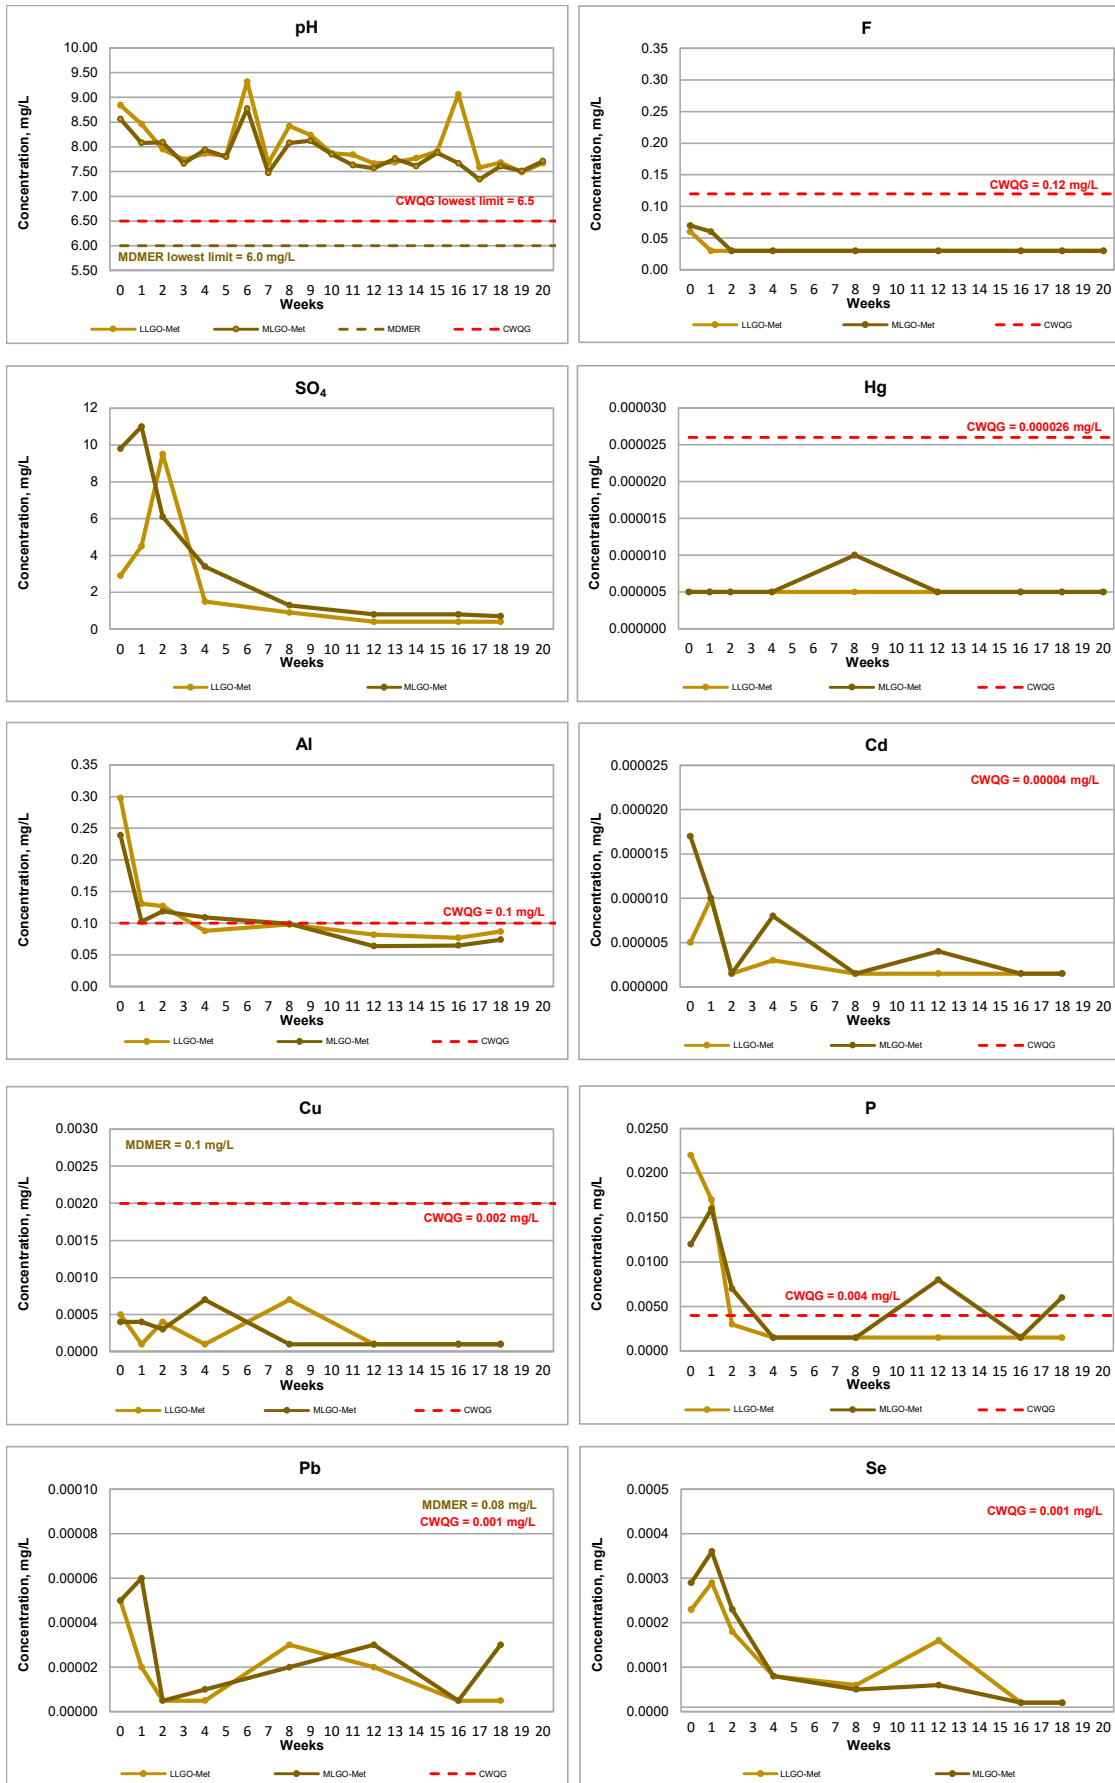 pH
10.00
9.50
9.00
8.50
8.00
7.50
7.00
6.50
6.00
5.50
Concentration, mg/L
CWQG lowest limit = 6.5
MDMER lowest limit = 6.0 mg/L
0 1 2 3 4 5 6 7 8 9 10 11 12 13 14 15 16 17 18 19 20
Weeks
LLGO-Met MLGO-Met MDMER CWQG
F
0.35
0.30
0.25
0.20
0.15
0.10
0.05
0.00
Concentration, mg/L
CWQG = 0.12 mg/L
0 1 2 3 4 5 6 7 8 9 10 11 12 13 14 15 16 17 18 19 20
Weeks
LLGO-Met MLGO-Met CWQG
SO₄
12
10
8
6
4
2
0
Concentration, mg/L
0 1 2 3 4 5 6 7 8 9 10 11 12 13 14 15 16 17 18 19 20
Weeks
LLGO-Met MLGO-Met
Hg
0.000030
0.000025
0.000020
0.000015
0.000010
0.000005
0.000000
Concentration, mg/L
CWQG = 0.000026 mg/L
0 1 2 3 4 5 6 7 8 9 10 11 12 13 14 15 16 17 18 19 20
Weeks
LLGO-Met MLGO-Met CWQG
Al
0.35
0.30
0.25
0.20
0.15
0.10
0.05
0.00
Concentration, mg/L
CWQG = 0.1 mg/L
0 1 2 3 4 5 6 7 8 9 10 11 12 13 14 15 16 17 18 19 20
Weeks
LLGO-Met MLGO-Met CWQG
Cd
0.000025
0.000020
0.000015
0.000010
0.000005
0.000000
Concentration, mg/L
CWQG = 0.00004 mg/L
0 1 2 3 4 5 6 7 8 9 10 11 12 13 14 15 16 17 18 19 20
Weeks
LLGO-Met MLGO-Met CWQG
Cu
0.0030
0.0025
0.0020
0.0015
0.0010
0.0005
0.0000
Concentration, mg/L
MDMER = 0.1 mg/L
CWQG = 0.002 mg/L
0 1 2 3 4 5 6 7 8 9 10 11 12 13 14 15 16 17 18 19 20
Weeks
LLGO-Met MLGO-Met CWQG
P
0.0250
0.0200
0.0150
0.0100
0.0050
0.0000
Concentration, mg/L
CWQG = 0.004 mg/L
0 1 2 3 4 5 6 7 8 9 10 11 12 13 14 15 16 17 18 19 20
Weeks
LLGO-Met MLGO-Met CWQG
Pb
0.00010
0.00008
0.00006
0.00004
0.00002
0.00000
Concentration, mg/L
MDMER = 0.08 mg/L
CWQG = 0.001 mg/L
0 1 2 3 4 5 6 7 8 9 10 11 12 13 14 15 16 17 18 19 20
Weeks
LLGO-Met MLGO-Met CWQG
Se
0.0005
0.0004
0.0003
0.0002
0.0001
0.0000
Concentration, mg/L
CWQG = 0.001 mg/L
0 1 2 3 4 5 6 7 8 9 10 11 12 13 14 15 16 17 18 19 20
Weeks
LLGO-Met MLGO-Met